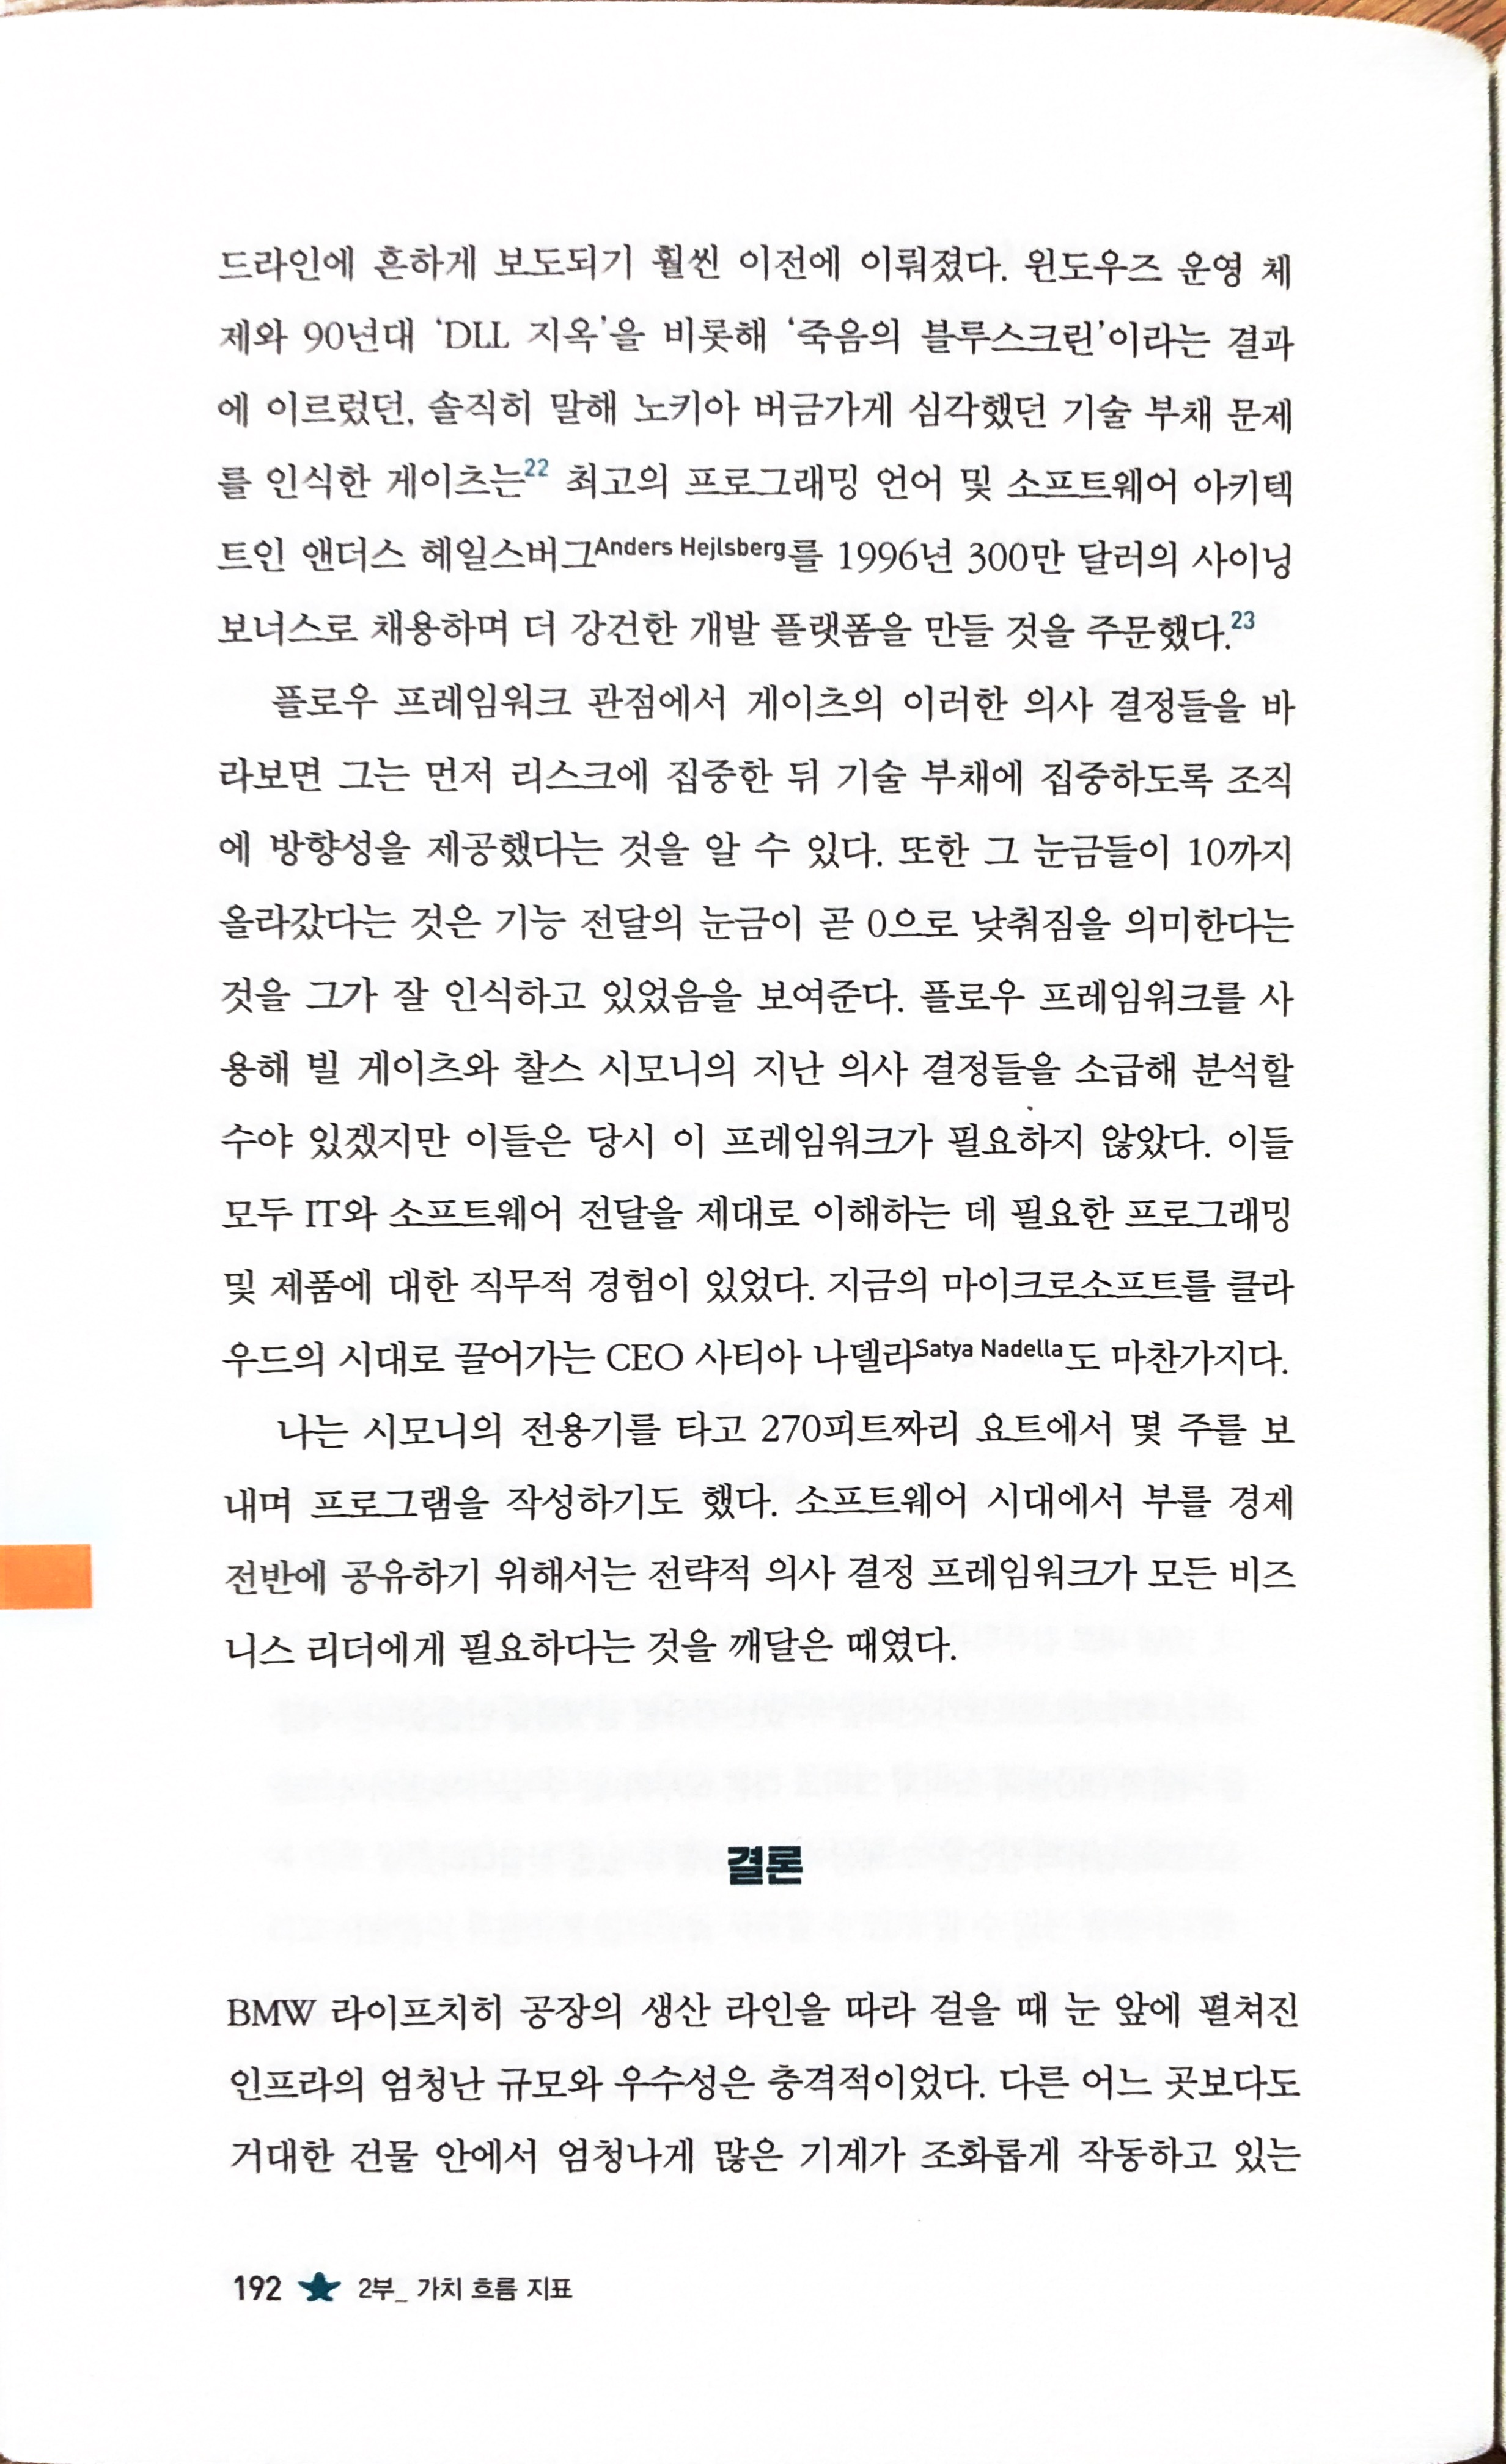 드라인에 흔하게 보도되기 훨씬 이전에 이뤄졌다. 윈도우즈 운영 체
제와 90년대 ‘DLL 지옥’을 비롯해 ‘죽음의 블루스크린’이라는 결과
에 이르렀던, 솔직히 말해 노키아 버금가게 심각했던 기술 부채 문제
를 인식한 게이츠는22 최고의 프로그래밍 언어 및 소프트웨어 아키텍
트인 앤더스 헤일스버그Anders Hejlsberg를 1996년 300만 달러의 사이닝
보너스로 채용하며 더 강건한 개발 플랫폼을 만들 것을 주문했다.23
플로우 프레임워크 관점에서 게이츠의 이러한 의사 결정들을 바
라보면 그는 먼저 리스크에 집중한 뒤 기술 부채에 집중하도록 조직
에 방향성을 제공했다는 것을 알 수 있다. 또한 그 눈금들이 10까지
올라갔다는 것은 기능 전달의 눈금이 곧 0으로 낮춰짐을 의미한다는
것을 그가 잘 인식하고 있었음을 보여준다. 플로우 프레임워크를 사
용해 빌 게이츠와 찰스 시모니의 지난 의사 결정들을 소급해 분석할
수야 있겠지만 이들은 당시 이 프레임워크가 필요하지 않았다. 이들
모두 IT와 소프트웨어 전달을 제대로 이해하는 데 필요한 프로그래밍
및 제품에 대한 직무적 경험이 있었다. 지금의 마이크로소프트를 클라
우드의 시대로 끌어가는 CEO 사티아 나델라Satya Nadella도 마찬가지다.
나는 시모니의 전용기를 타고 270피트짜리 요트에서 몇 주를 보
내며 프로그램을 작성하기도 했다. 소프트웨어 시대에서 부를 경제
전반에 공유하기 위해서는 전략적 의사 결정 프레임워크가 모든 비즈
니스 리더에게 필요하다는 것을 깨달은 때였다.
결론
BMW 라이프치히 공장의 생산 라인을 따라 걸을 때 눈 앞에 펼쳐진
인프라의 엄청난 규모와 우수성은 충격적이었다. 다른 어느 곳보다도
거대한 건물 안에서 엄청나게 많은 기계가 조화롭게 작동하고 있는
192 ★ 2부_ 가치 흐름 지표